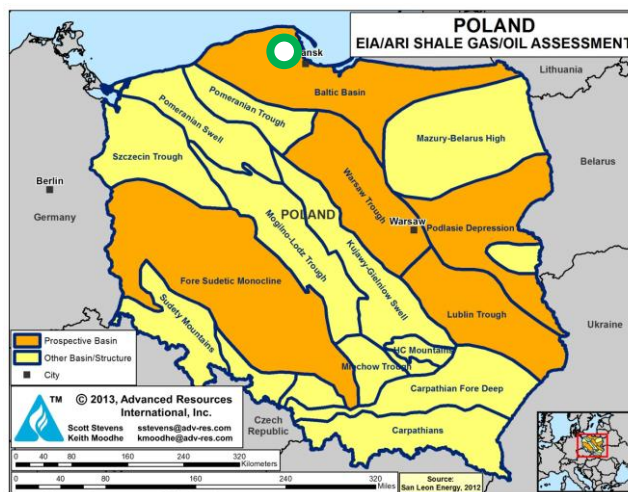 POLAND
EIA/ARI SHALE GAS/OIL ASSESSMENT
ansk
Lithuania
Baltic Basin
Pomeranian Trough
Pomeranian Swell
Mazury-Belarus High
Szczecin Trough
Belarus
Berlin
Germany
POLAND
Warsaw Trough
Warsaw
Podlasie Depression
Mogilno-Lodz Trough
Kujawy-Gielniow Swell
Fore Sudetic Monocline
Lublin Trough
Sudety Mountains
Ukraine
HC Mountains
Miechow Trough
Carpathian Fore Deep
Carpathians
Czech
Republic
Prospective Basin
Other Basin/Structure
City
TM
© 2013, Advanced Resources
International, Inc.
Scott Stevens sstevens@adv-res.com
Keith Moodhe kmoodhe@adv-res.com
0 40 80 160 240 320
Kilometers
0 40 80 160 240 320
Miles
Source:
San Leon Energy, 2012